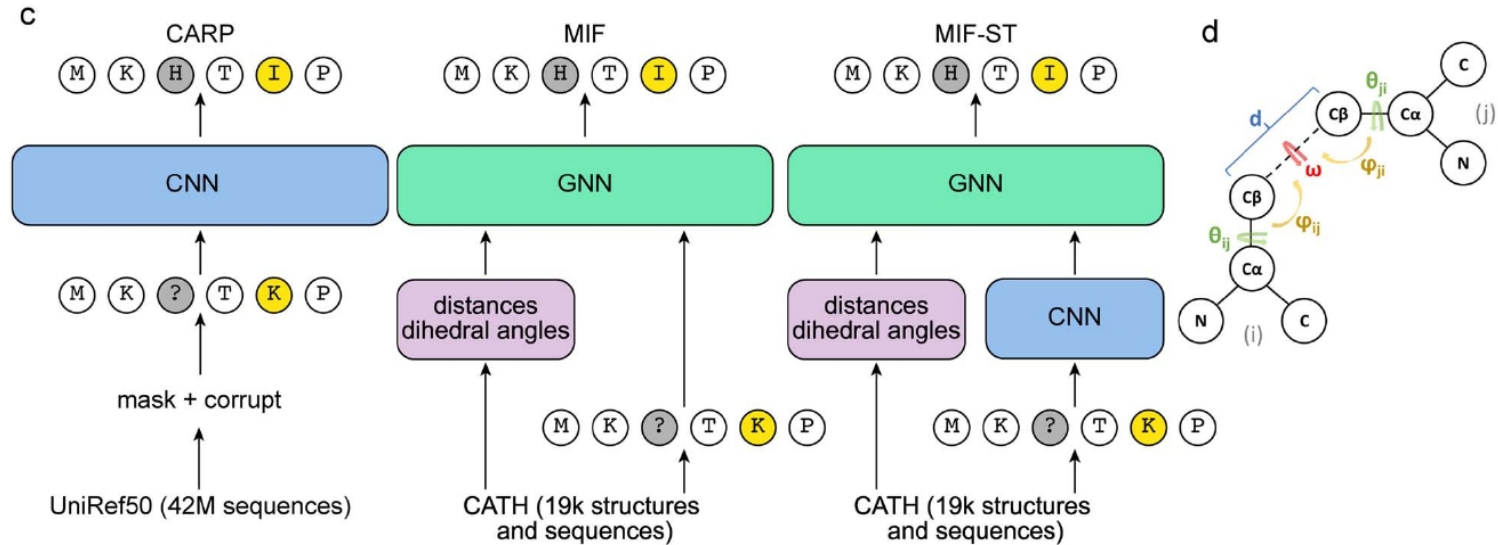 c
CARP
M K H T I P
CNN
M K ? T K P
mask + corrupt
UniRef50 (42M sequences)
MIF
M K H T I P
GNN
distances
dihedral angles
M K ? T K P
CATH (19k structures
and sequences)
MIF-ST
M K H T I P
GNN
distances
dihedral angles
CNN
M K ? T K P
CATH (19k structures
and sequences)
d
C
θji
(j)
d
Cβ
Cα
ω
φji
N
Cβ
φij
θij
Cα
N
(i)
C